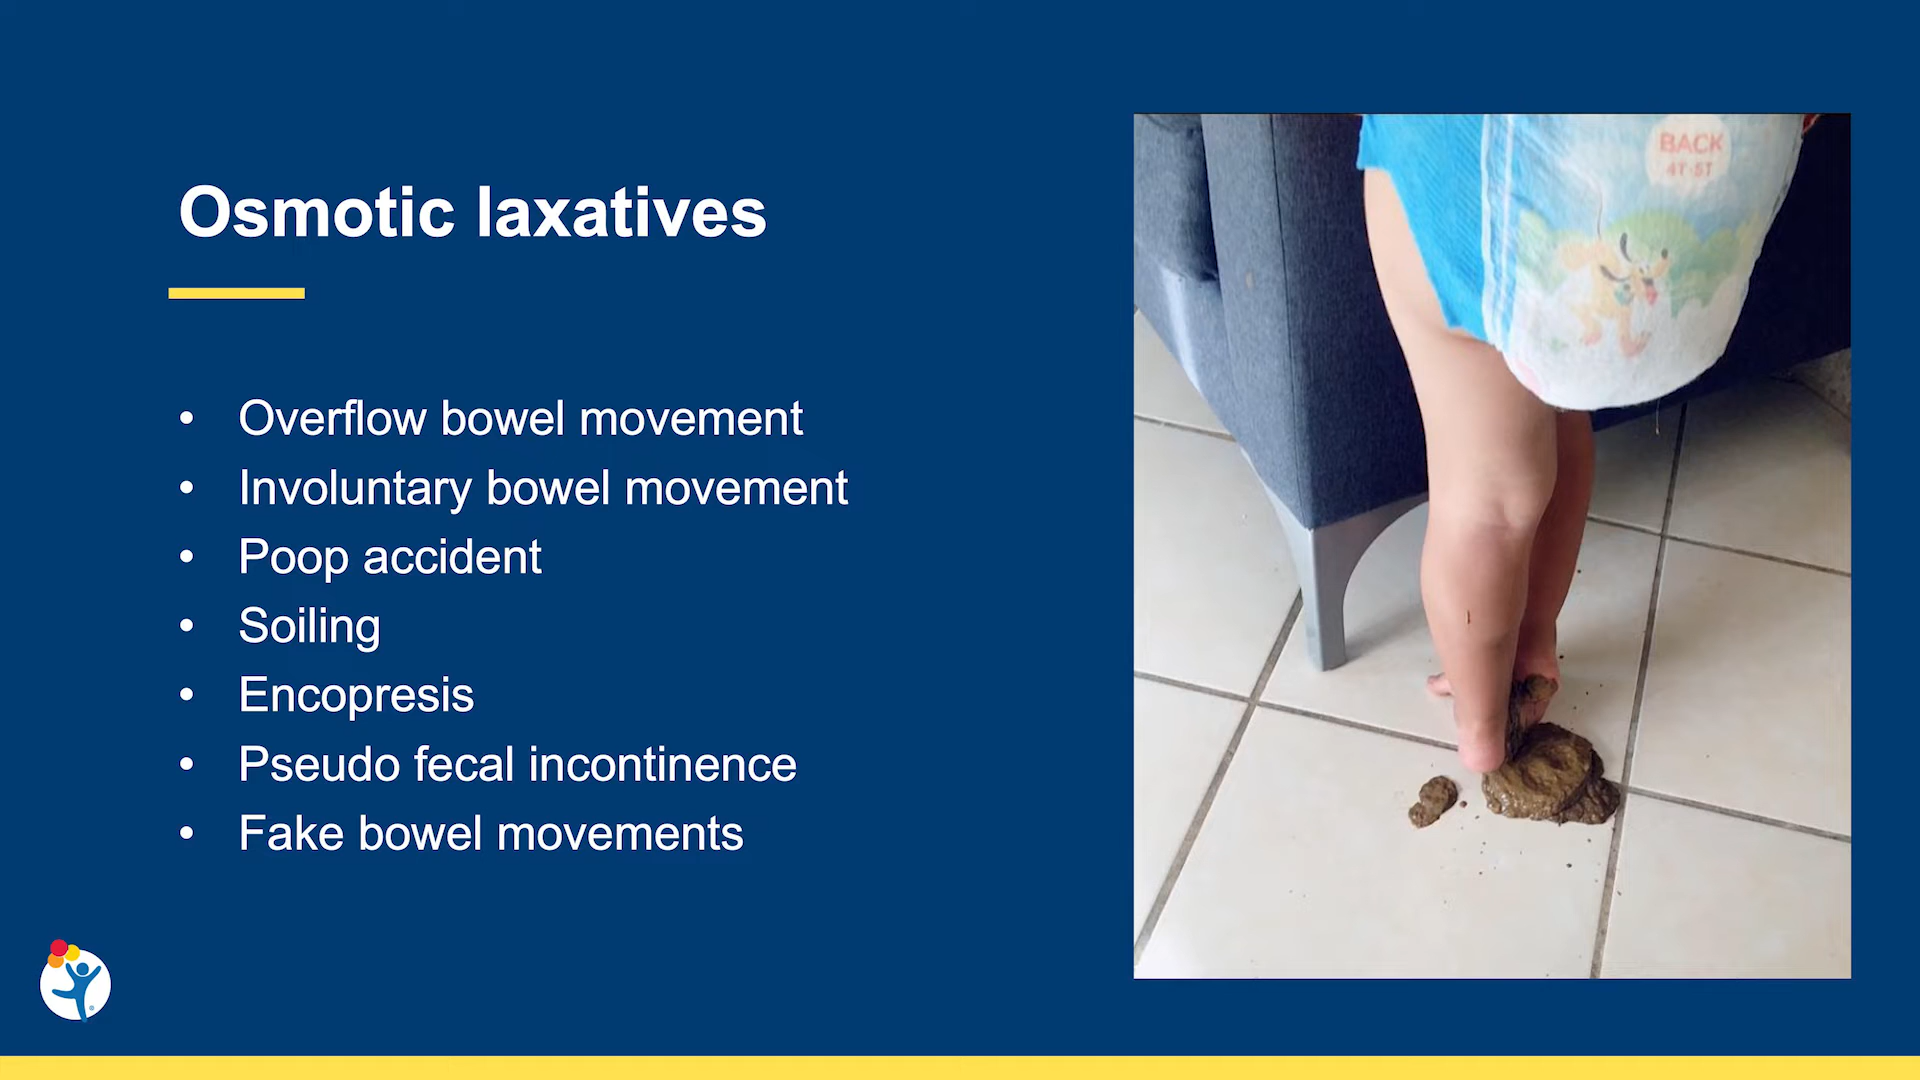 Osmotic laxatives
• Overflow bowel movement
• Involuntary bowel movement
• Poop accident
• Soiling
• Encopresis
• Pseudo fecal incontinence
• Fake bowel movements
BACK
4T-5T